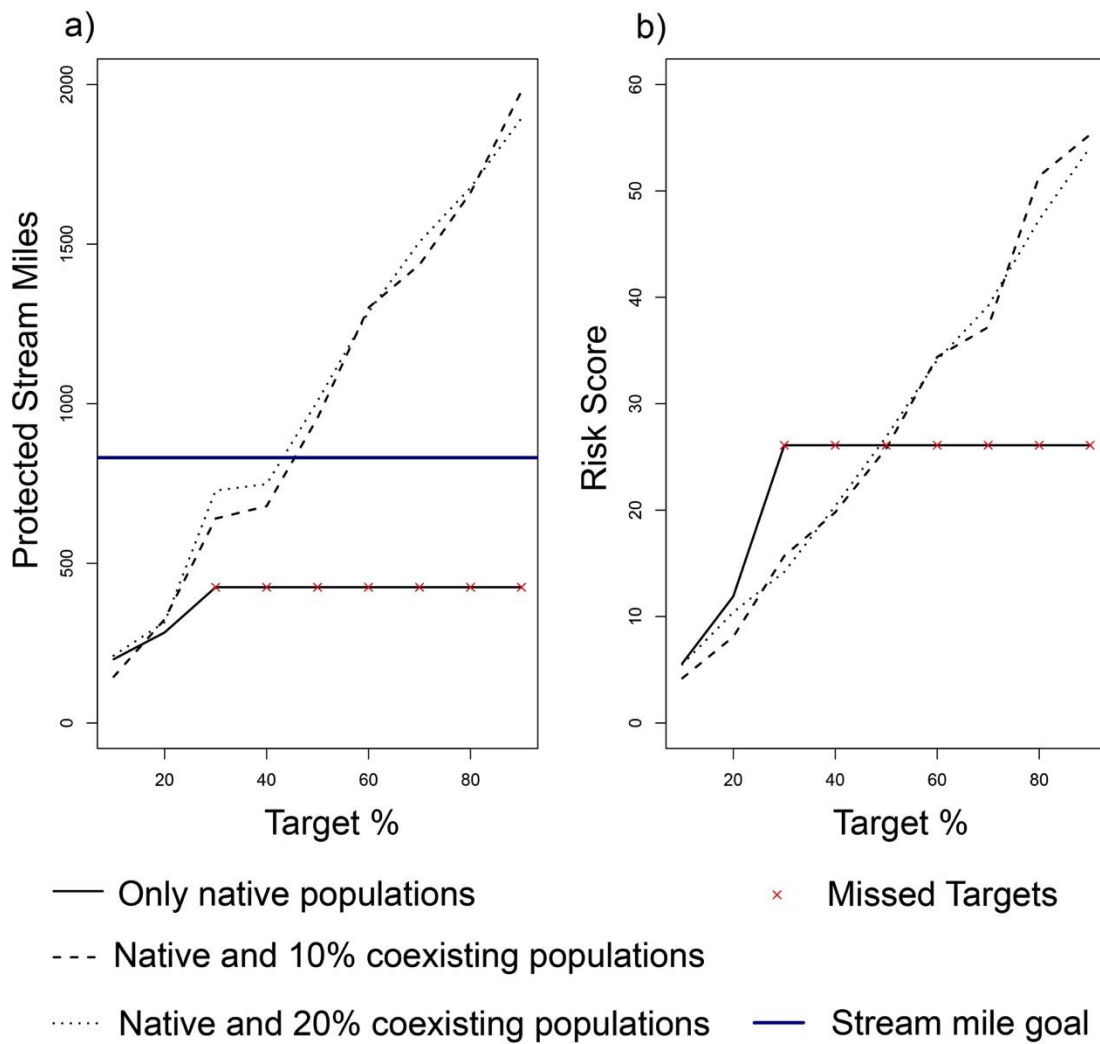 a)
Protected Stream Miles
2000
1500
1000
500
0
20 40 60 80
Target %
b)
Risk Score
60
50
40
30
20
10
0
20 40 60 80
Target %
Only native populations
Missed Targets
Native and 10% coexisting populations
Native and 20% coexisting populations
Stream mile goal